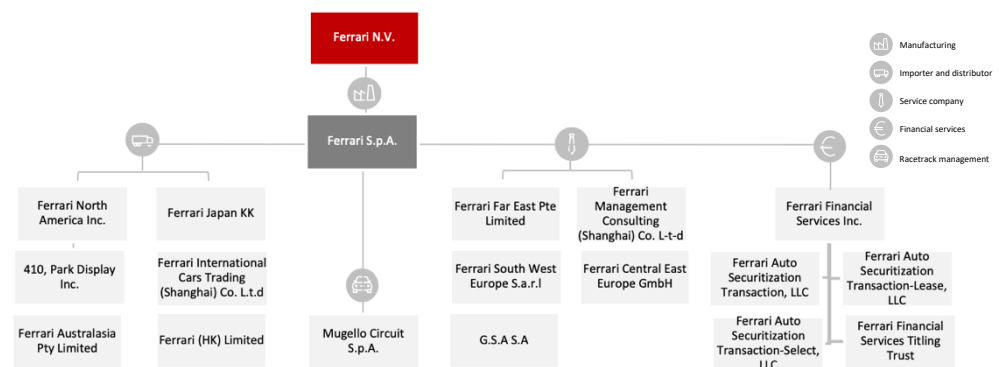 Ferrari N.V.
Manufacturing
Importer and distributor
Service company
Financial services
Racetrack management
Ferrari S.p.A.
Ferrari North
America Inc.
Ferrari Japan KK
Ferrari Far East Pte
Limited
Ferrari
Management
Consulting
(Shanghai) Co. L-t-d
Ferrari Financial
Services Inc.
410, Park Display
Inc.
Ferrari International
Cars Trading
(Shanghai) Co. L.t.d
Ferrari South West
Europe S.a.r.l
Ferrari Central East
Europe GmbH
Ferrari Auto
Securitization
Transaction, LLC
Ferrari Auto
Securitization
Transaction-Lease,
LLC
Ferrari Australasia
Pty Limited
Ferrari (HK) Limited
Mugello Circuit
S.p.A.
G.S.A S.A
Ferrari Auto
Securitization
Transaction-Select,
LLC
Ferrari Financial
Services Titling
Trust